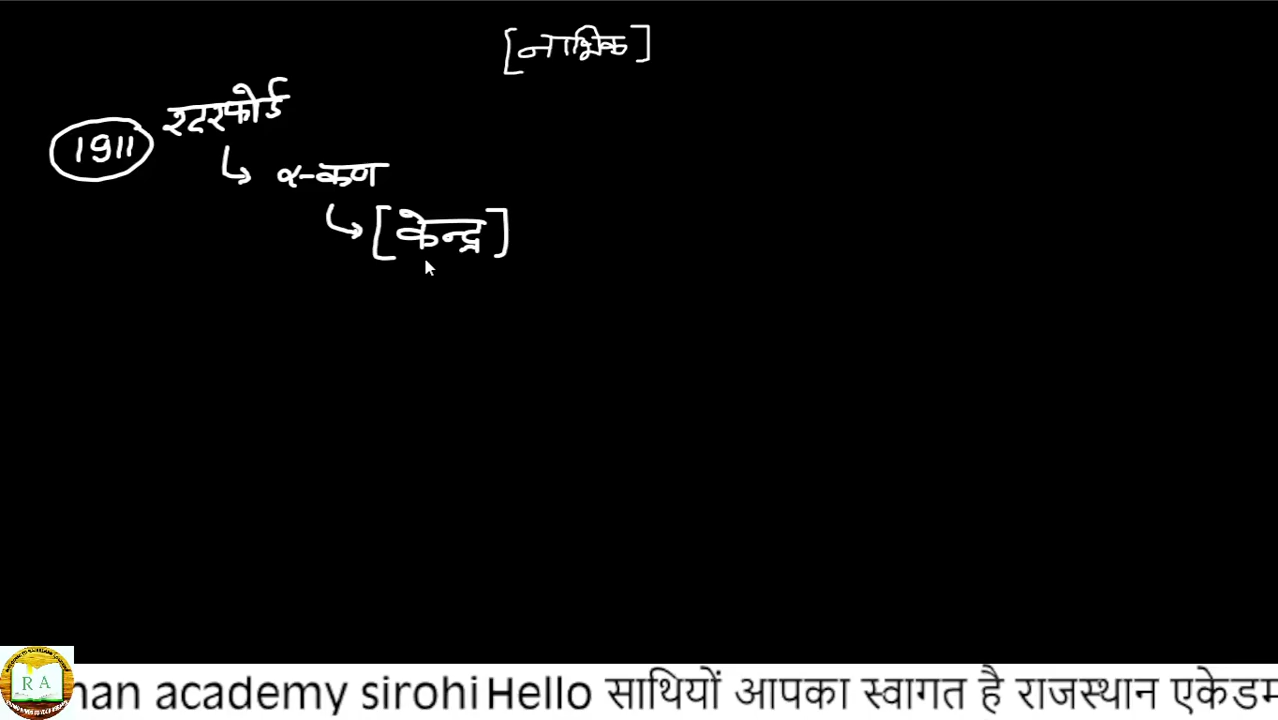 [नाभिक]
1911 रदरफोर्ड
α-कण
[केन्द्र]
R A
han academy sirohi Hello साथियों आपका स्वागत है राजस्थान एकेडम